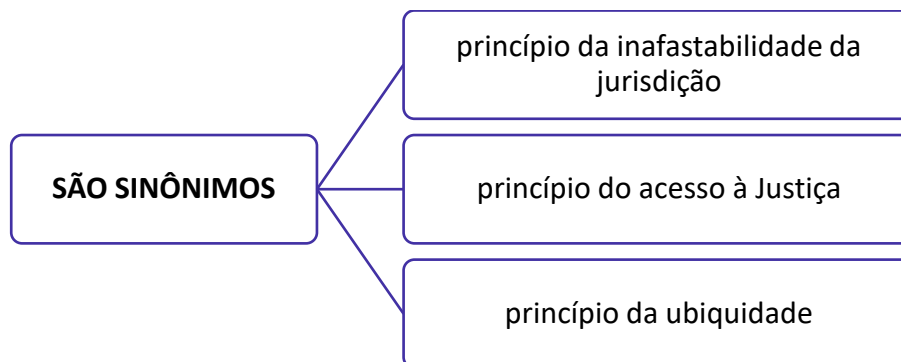 SÃO SINÔNIMOS
princípio da inafastabilidade da
jurisdição
princípio do acesso à Justiça
princípio da ubiquidade